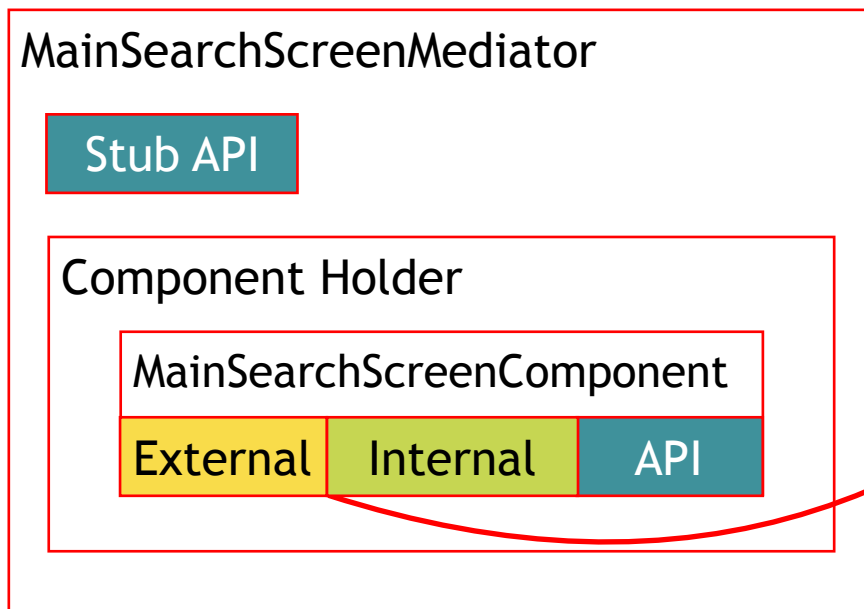 MainSearchScreenMediator
Stub API
Component Holder
MainSearchScreenComponent
External Internal API